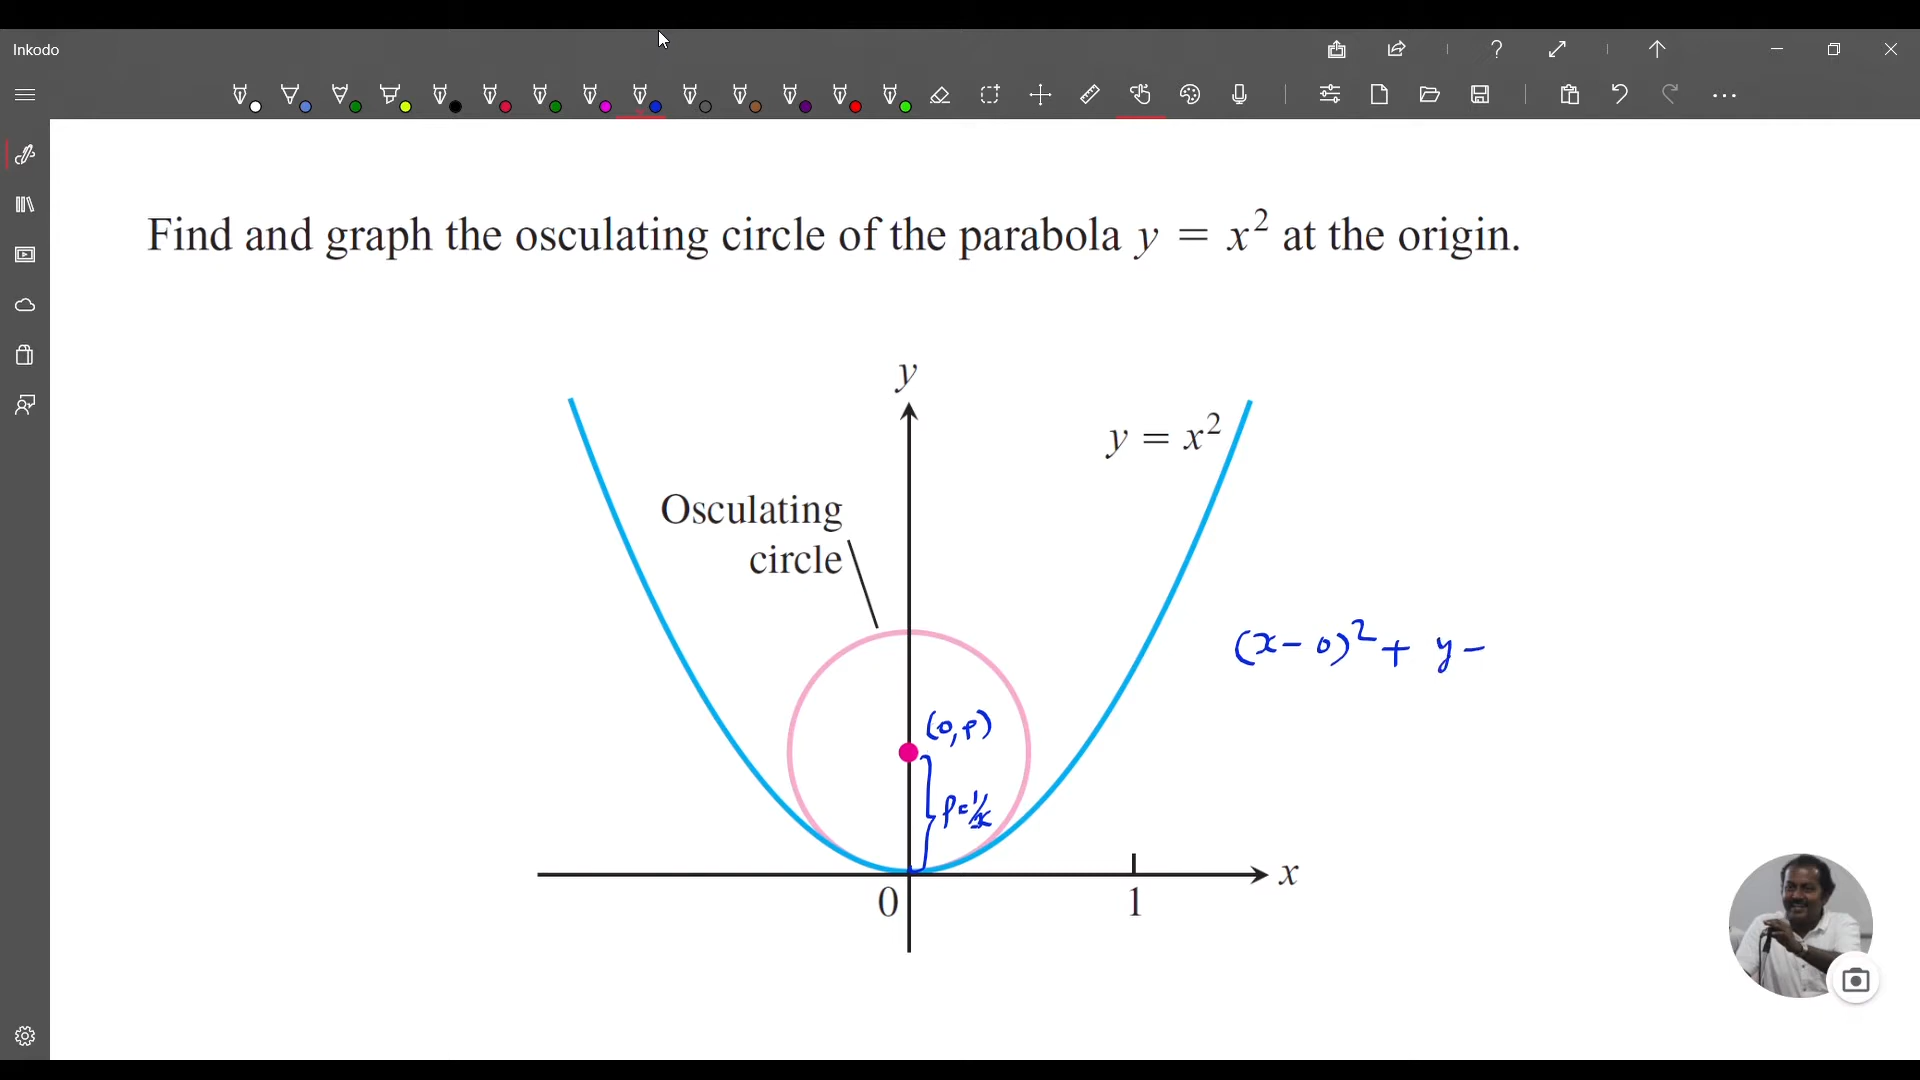 Inkodo
Find and graph the osculating circle of the parabola y = x² at the origin.
y
y = x²
Osculating
circle
(x-0)²+ y-
(0,ρ)
ρ=1/κ
x
0
1